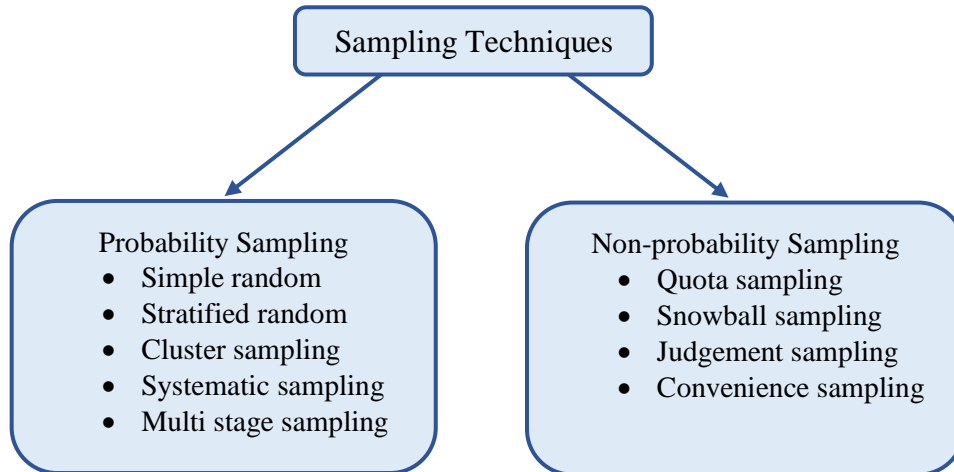 Sampling Techniques
Probability Sampling
• Simple random
• Stratified random
• Cluster sampling
• Systematic sampling
• Multi stage sampling
Non-probability Sampling
• Quota sampling
• Snowball sampling
• Judgement sampling
• Convenience sampling